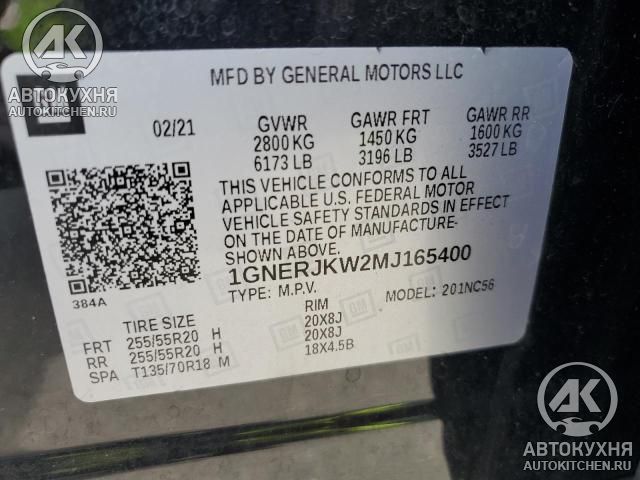 АВТОКУХНЯ
AUTOKITCHEN.RU
MFD BY GENERAL MOTORS LLC
02/21 GVWR GAWR FRT GAWR RR
2800 KG 1450 KG 1600 KG
6173 LB 3196 LB 3527 LB
THIS VEHICLE CONFORMS TO ALL
APPLICABLE U.S. FEDERAL MOTOR
VEHICLE SAFETY STANDARDS IN EFFECT
ON THE DATE OF MANUFACTURE
SHOWN ABOVE.
1GNERJKW2MJ165400
TYPE: M.P.V. MODEL: 201NC56
384A
TIRE SIZE RIM
FRT 255/55R20 H 20X8J
RR 255/55R20 H 20X8J
SPA T135/70R18 M 18X4.5B
AK
АВТОКУХНЯ
AUTOKITCHEN.RU